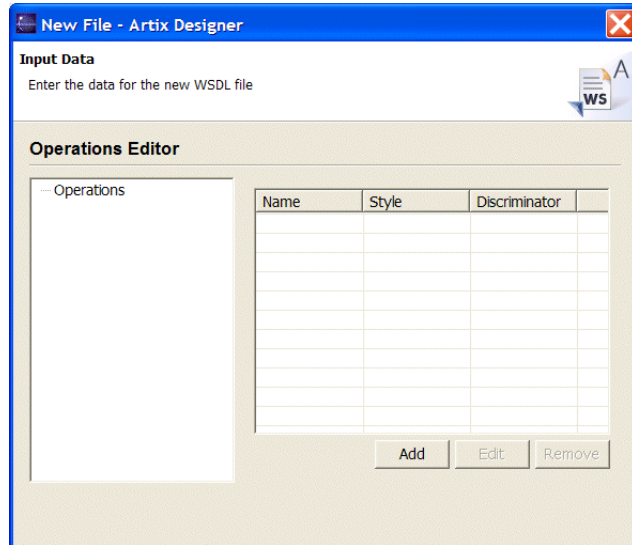 New File - Artix Designer
Input Data
Enter the data for the new WSDL file
A
WS
Operations Editor
Operations
Name Style Discriminator
Add Edit Remove